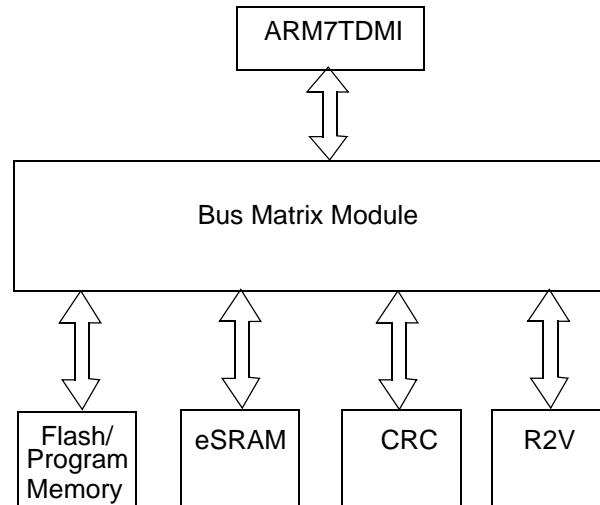 ARM7TDMI
Bus Matrix Module
Flash/
Program
Memory
eSRAM
CRC
R2V